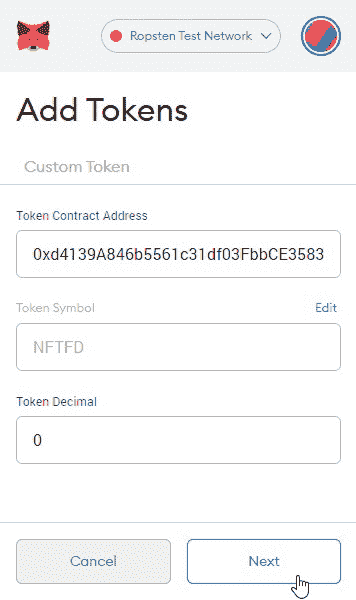 Ropsten Test Network
Add Tokens
Custom Token
Token Contract Address
0xd4139A846b5561c31df03FbbCE3583
Token Symbol Edit
NFTFD
Token Decimal
0
Cancel Next